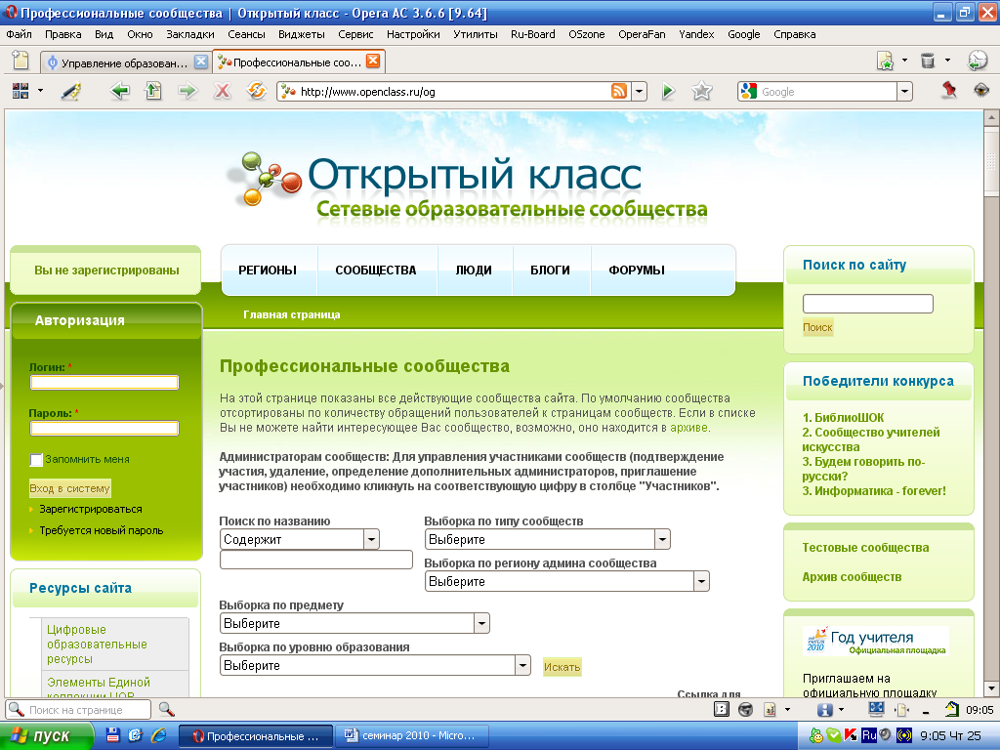 Профессиональные сообщества | Открытый класс - Opera AC 3.6.6 [9.64]
Файл Правка Вид Окно Закладки Сеансы Виджеты Сервис Настройки Утилиты Ru-Board OSzone OperaFan Yandex Google Справка
Управление образован... Профессиональные соо...
http://www.openclass.ru/og Google
Открытый класс
Сетевые образовательные сообщества
Вы не зарегистрированы
РЕГИОНЫ СООБЩЕСТВА ЛЮДИ БЛОГИ ФОРУМЫ
Главная страница
Авторизация
Логин: *
Пароль: *
Запомнить меня
Вход в систему
Зарегистрироваться
Требуется новый пароль
Ресурсы сайта
Цифровые
образовательные
ресурсы
Элементы Единой
коллекции ЦОР
Профессиональные сообщества
На этой странице показаны все действующие сообщества сайта. По умолчанию сообщества
отсортированы по количеству обращений пользователей к страницам сообществ. Если в списке
Вы не можете найти интересующее Вас сообщество, возможно, оно находится в архиве.
Администраторам сообществ: Для управления участниками сообществ (подтверждение
участия, удаление, определение дополнительных администраторов, приглашение
участников) необходимо кликнуть на соответствующую цифру в столбце "Участников".
Поиск по названию
Содержит
Выборка по типу сообществ
Выберите
Выборка по региону админа сообщества
Выберите
Выборка по предмету
Выберите
Выборка по уровню образования
Выберите
Искать
Ссылка для
Поиск по сайту
Поиск
Победители конкурса
1. БиблиоШОК
2. Сообщество учителей
искусства
3. Будем говорить по-
русски?
3. Информатика - forever!
Тестовые сообщества
Архив сообществ
Год учителя
Официальная площадка
Приглашаем на
официальную площадку
Поиск на странице
09:05
пуск
Профессиональные ...
семинар 2010 - Micro...
Ru
9:05 Чт 25